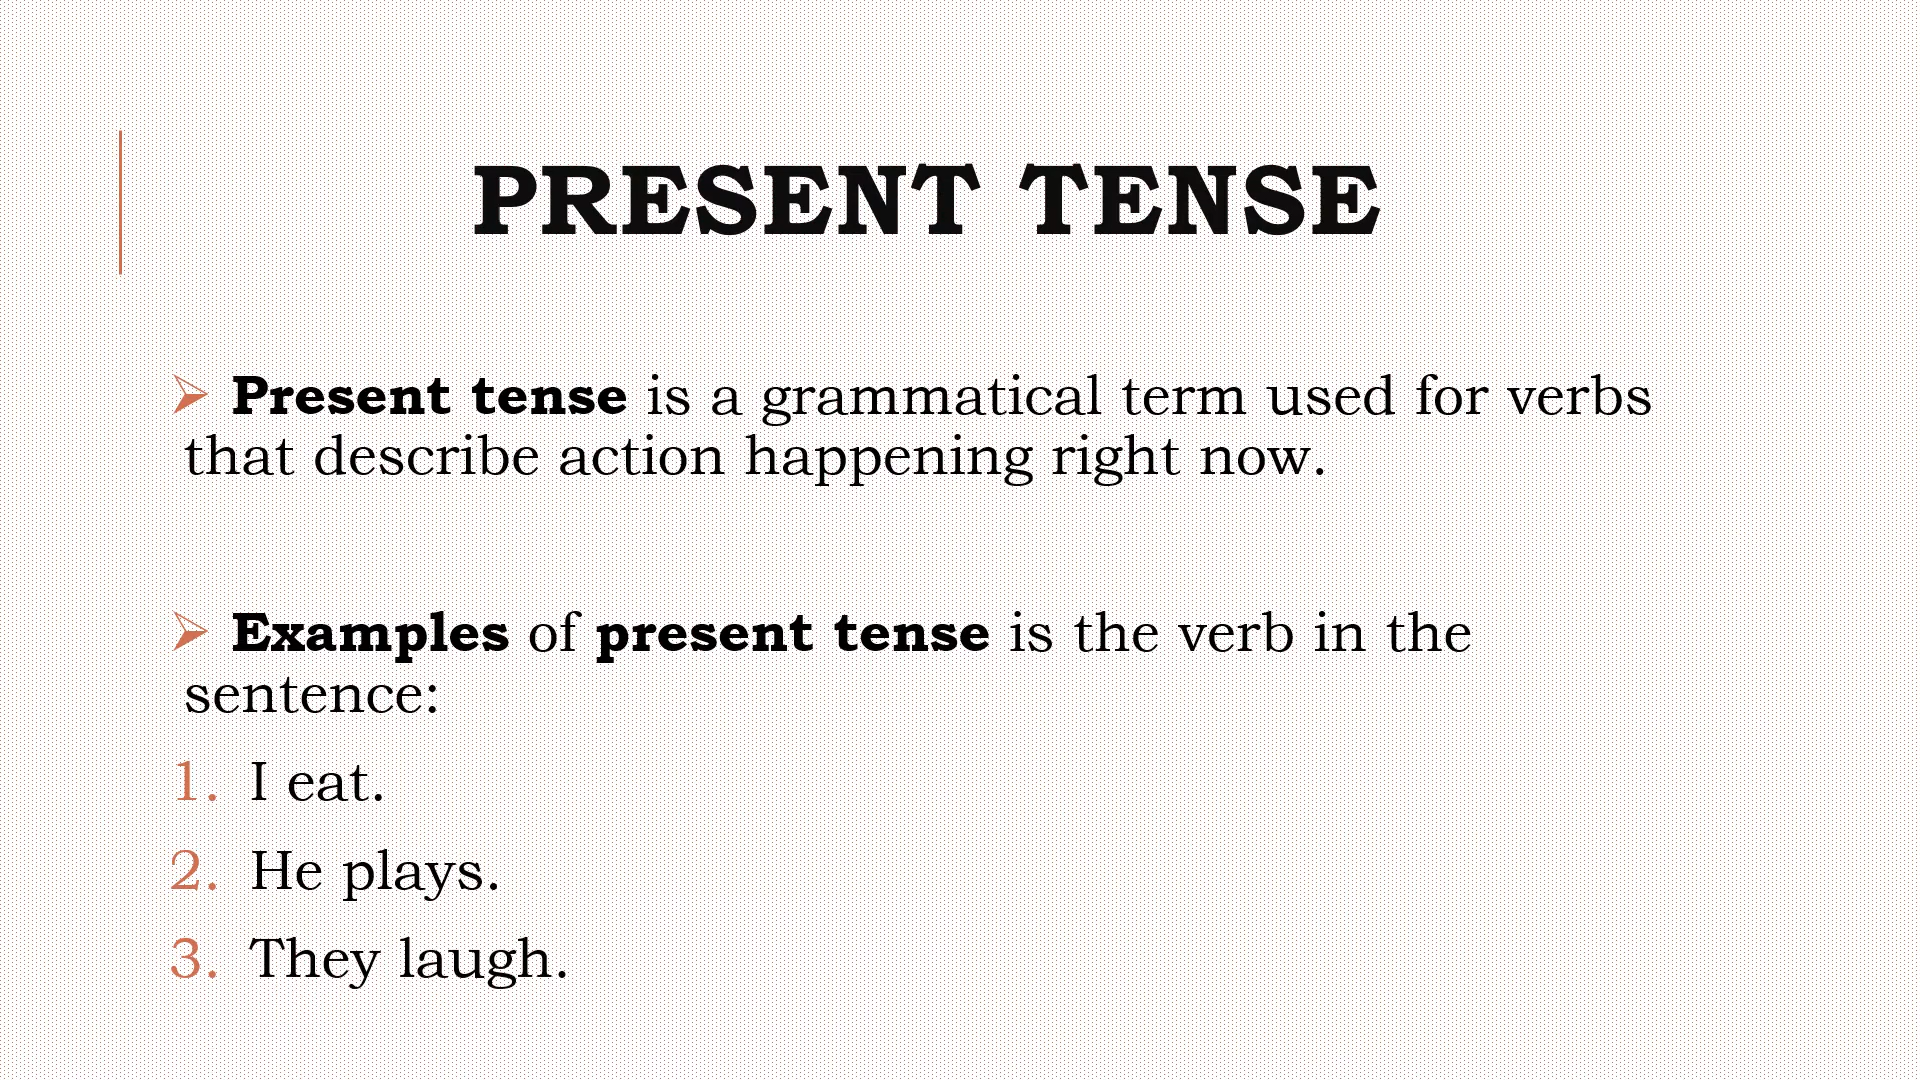 PRESENT TENSE
➢ Present tense is a grammatical term used for verbs
that describe action happening right now.
➢ Examples of present tense is the verb in the
sentence:
1. I eat.
2. He plays.
3. They laugh.